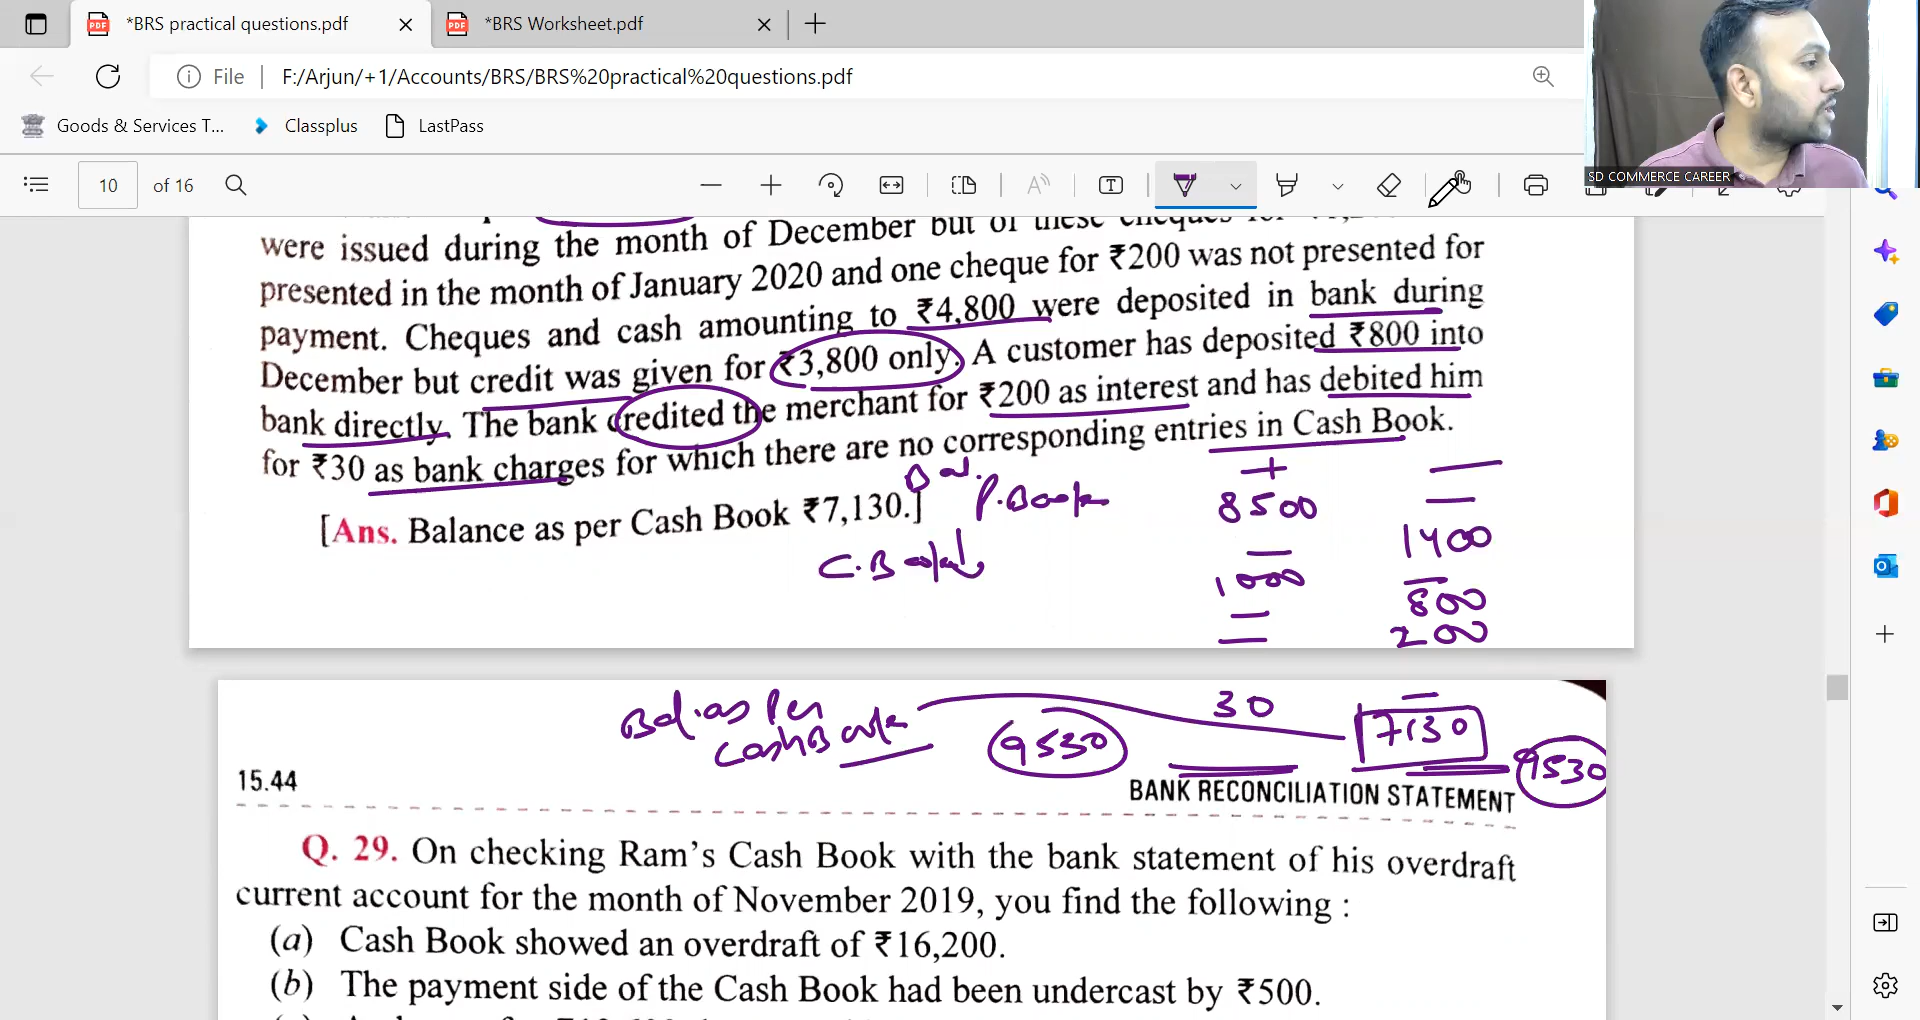 *BRS practical questions.pdf
*BRS Worksheet.pdf
File F:/Arjun/+1/Accounts/BRS/BRS%20practical%20questions.pdf
Goods & Services T... Classplus LastPass
10 of 16
SD COMMERCE CAREER
were issued during the month of December but of these cheques for
presented in the month of January 2020 and one cheque for ₹200 was not presented for
payment. Cheques and cash amounting to ₹4,800 were deposited in bank during
December but credit was given for ₹3,800 only. A customer has deposited ₹800 into
bank directly. The bank credited the merchant for ₹200 as interest and has debited him
for ₹30 as bank charges for which there are no corresponding entries in Cash Book.
[Ans. Balance as per Cash Book ₹7,130.]
+ —
Bal. P.Book 8500 —
C.Book 1400
1000 800
200
Bal. as Per 30
Cash Book 9530 7130 9530
15.44 BANK RECONCILIATION STATEMENT
Q. 29. On checking Ram's Cash Book with the bank statement of his overdraft
current account for the month of November 2019, you find the following :
(a) Cash Book showed an overdraft of ₹16,200.
(b) The payment side of the Cash Book had been undercast by ₹500.